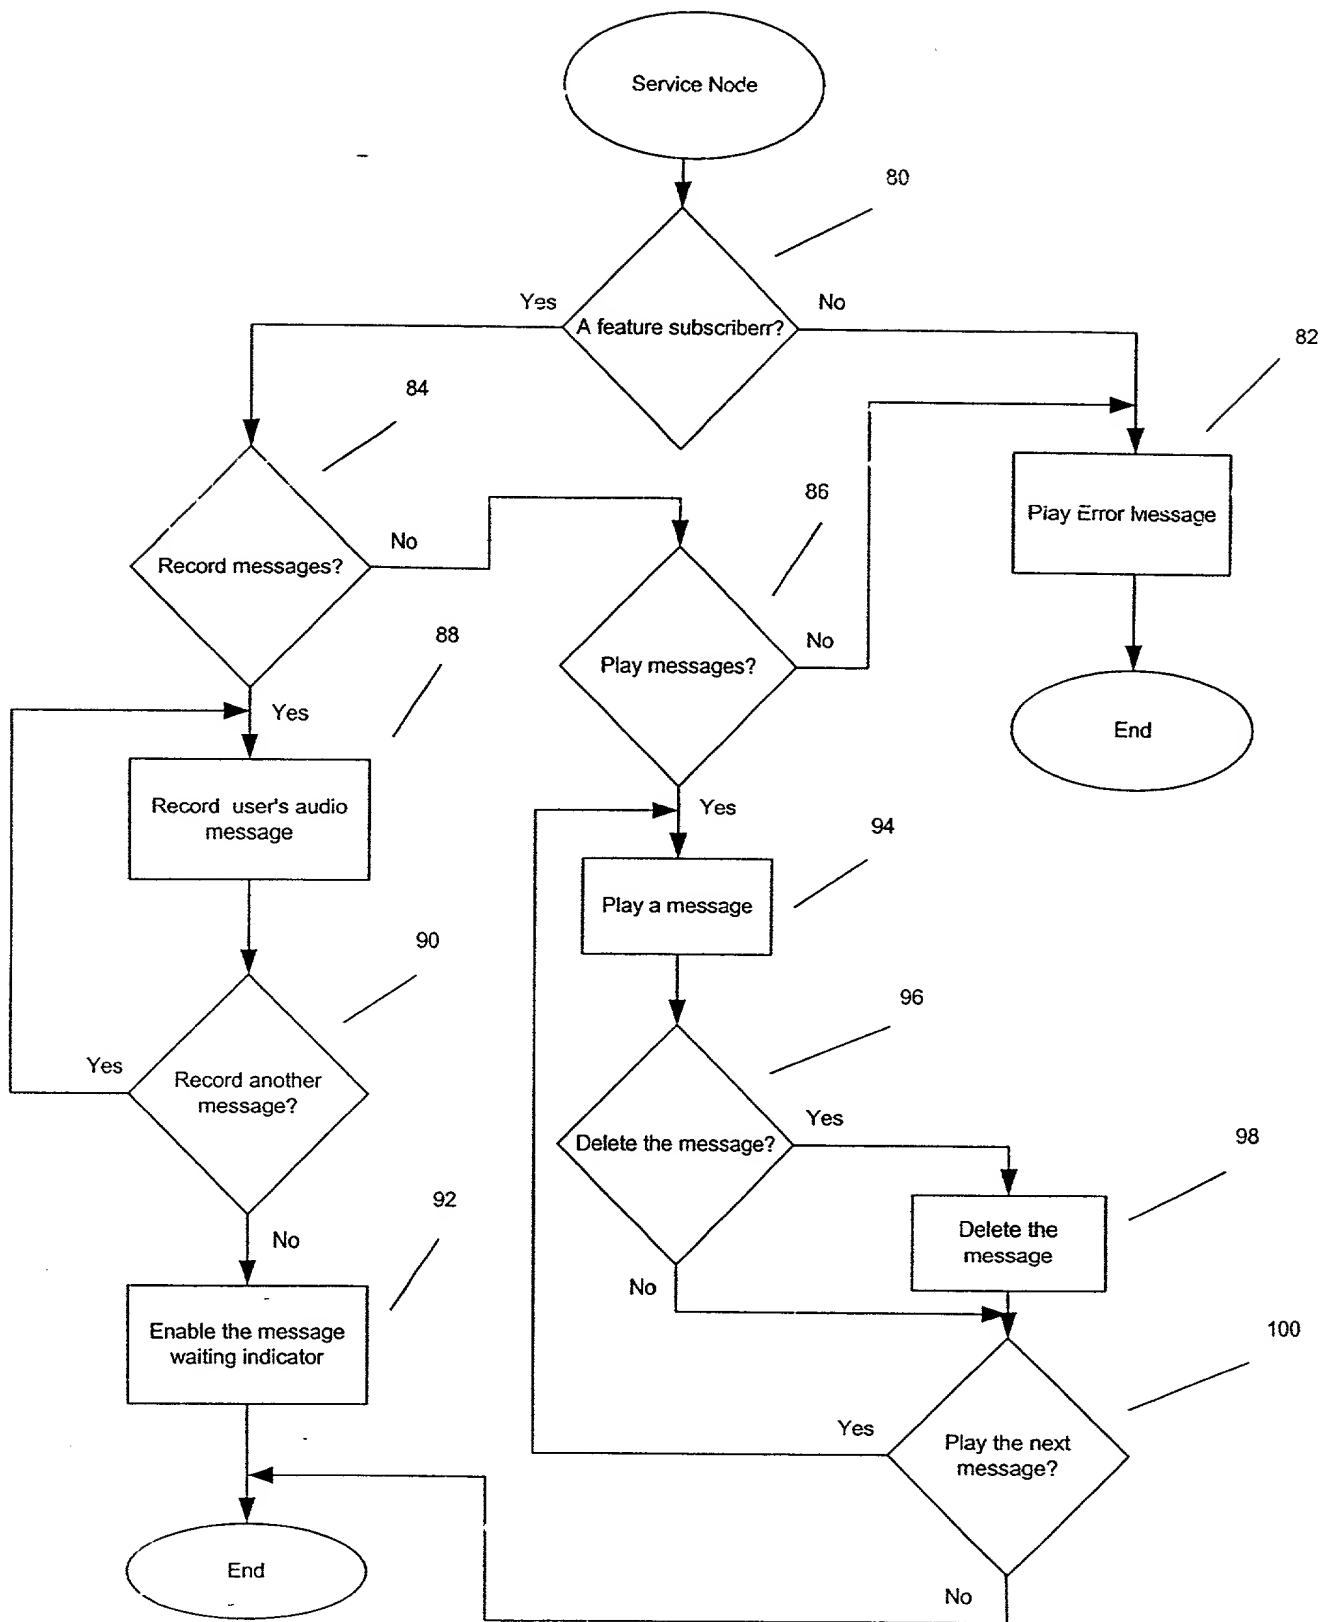 Service Node
80
Yes
No
A feature subscriberr?
82
84
86
Play Error Message
No
Record messages?
88
No
Play messages?
Yes
End
Record user's audio
message
Yes
94
Play a message
90
96
Yes
Record another
message?
Yes
Delete the message?
98
92
Delete the
message
No
No
Enable the message
waiting indicator
100
Yes
Play the next
message?
End
No